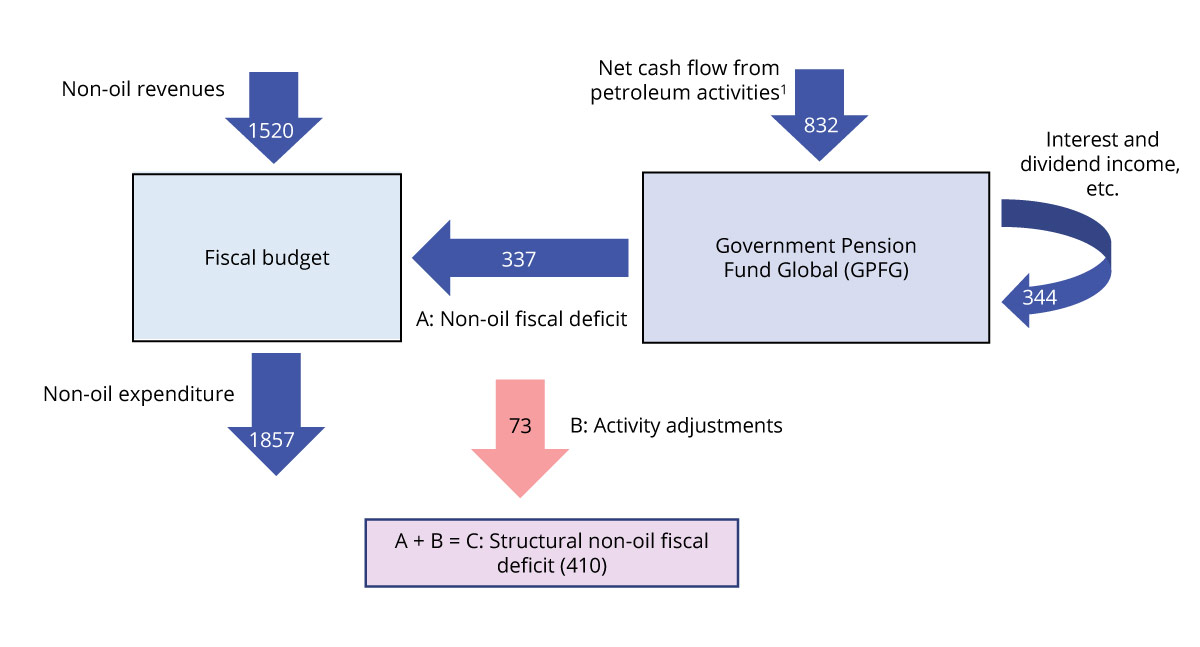 Non-oil revenues
1520
Net cash flow from
petroleum activities¹
832
Interest and
dividend income,
etc.
Fiscal budget
337
Government Pension
Fund Global (GPFG)
344
A: Non-oil fiscal deficit
Non-oil expenditure
1857
73
B: Activity adjustments
A + B = C: Structural non-oil fiscal
deficit (410)